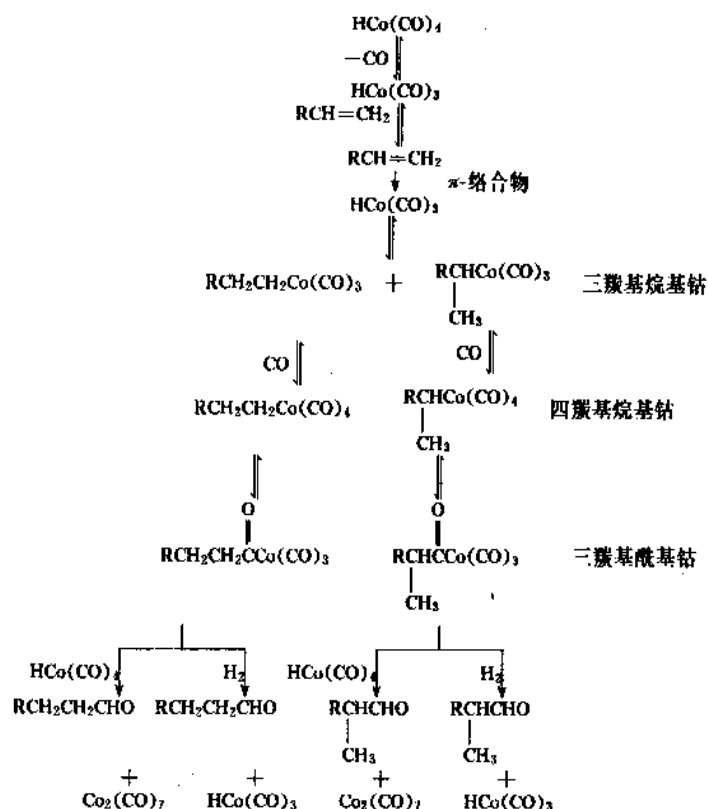 HCo(CO)₄
−CO
HCo(CO)₃
RCH=CH₂
RCH=CH₂
π-络合物
HCo(CO)₃
RCH₂CH₂Co(CO)₃ + RCHCo(CO)₃ 三羰基烷基钴
CH₃
CO CO
RCH₂CH₂Co(CO)₄ RCHCo(CO)₄ 四羰基烷基钴
CH₃
O O
RCH₂CH₂CCo(CO)₃ RCHCCo(CO)₃ 三羰基酰基钴
CH₃
HCo(CO)₄ H₂ HCo(CO)₄ H₂
RCH₂CH₂CHO RCH₂CH₂CHO RCHCHO RCHCHO
CH₃ CH₃
+ + + +
Co₂(CO)₇ HCo(CO)₃ Co₂(CO)₇ HCo(CO)₃